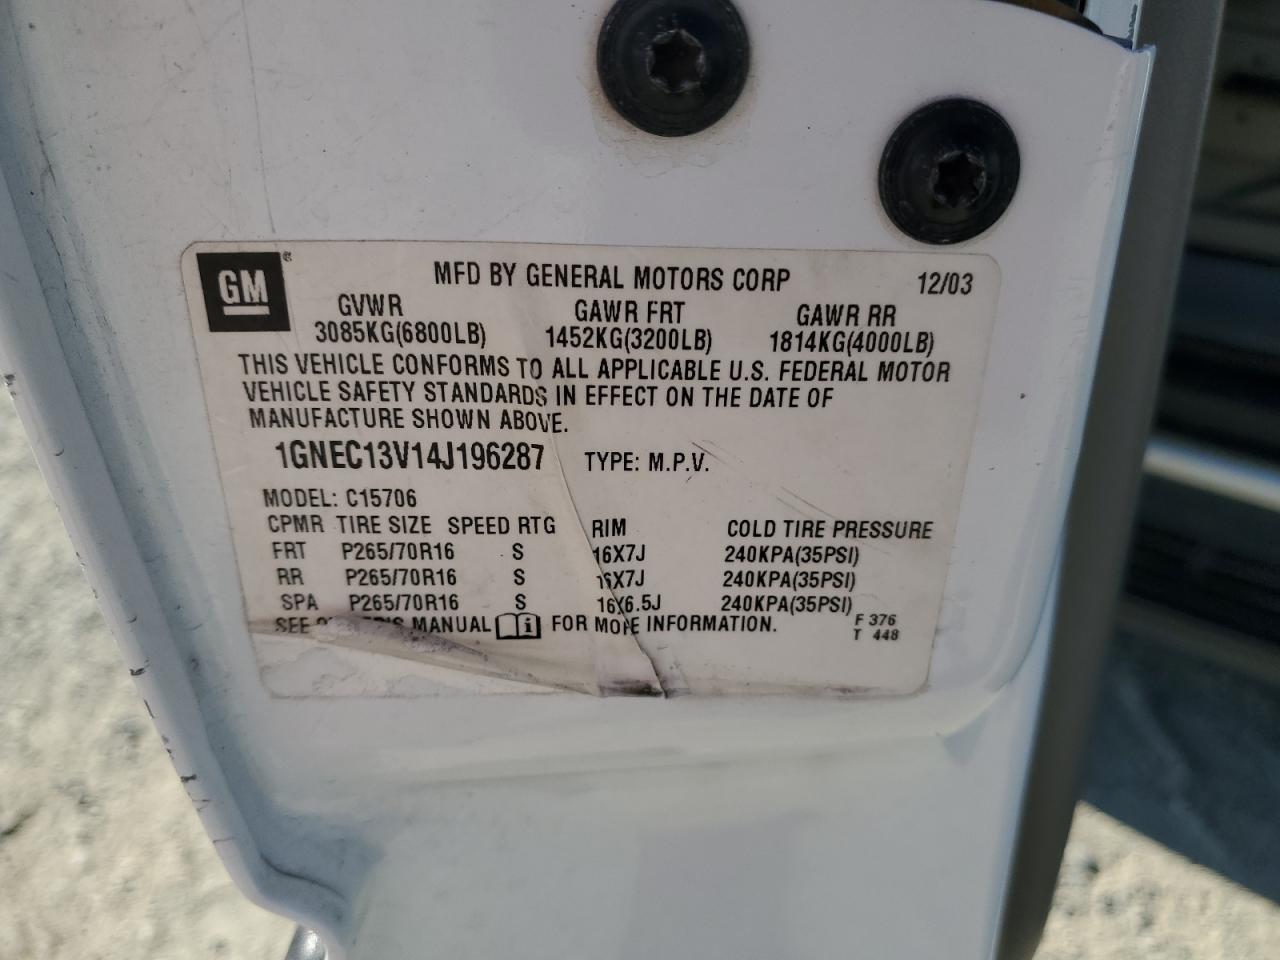 GM
MFD BY GENERAL MOTORS CORP 12/03
GVWR GAWR FRT GAWR RR
3085KG(6800LB) 1452KG(3200LB) 1814KG(4000LB)
THIS VEHICLE CONFORMS TO ALL APPLICABLE U.S. FEDERAL MOTOR
VEHICLE SAFETY STANDARDS IN EFFECT ON THE DATE OF
MANUFACTURE SHOWN ABOVE.
1GNEC13V14J196287 TYPE: M.P.V.
MODEL: C15706
CPMR TIRE SIZE SPEED RTG RIM COLD TIRE PRESSURE
FRT P265/70R16 S 16X7J 240KPA(35PSI)
RR P265/70R16 S 16X7J 240KPA(35PSI)
SPA P265/70R16 S 16X6.5J 240KPA(35PSI)
SEE OWNER'S MANUAL FOR MORE INFORMATION.
F 376
T 448